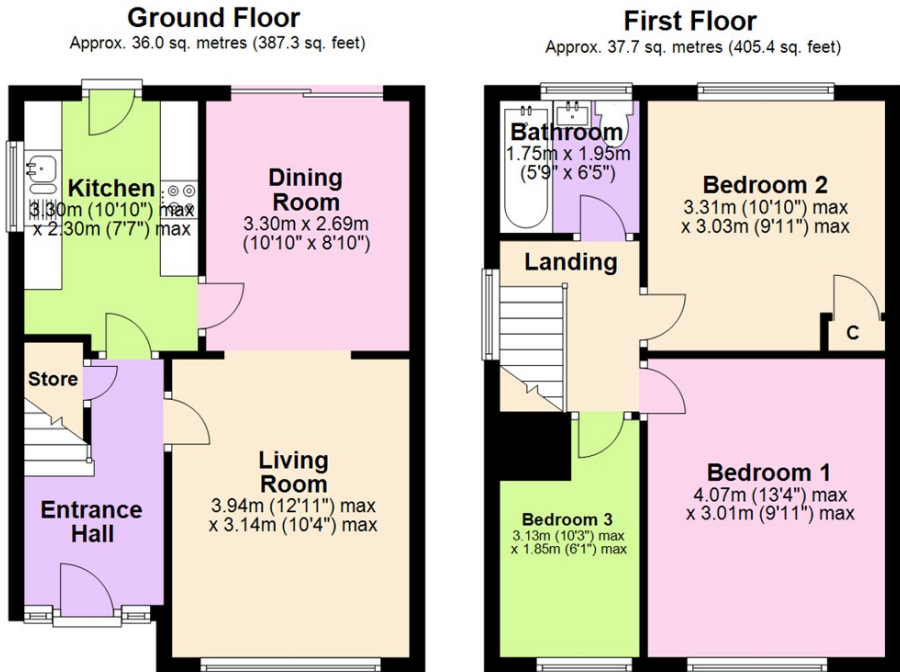 Ground Floor
Approx. 36.0 sq. metres (387.3 sq. feet)
Kitchen
3.30m (10'10") max
x 2.30m (7'7") max
Dining
Room
3.30m x 2.69m
(10'10" x 8'10")
Store
Entrance
Hall
Living
Room
3.94m (12'11") max
x 3.14m (10'4") max
First Floor
Approx. 37.7 sq. metres (405.4 sq. feet)
Bathroom
1.75m x 1.95m
(5'9" x 6'5")
Bedroom 2
3.31m (10'10") max
x 3.03m (9'11") max
Landing
C
Bedroom 1
4.07m (13'4") max
x 3.01m (9'11") max
Bedroom 3
3.13m (10'3") max
x 1.85m (6'1") max